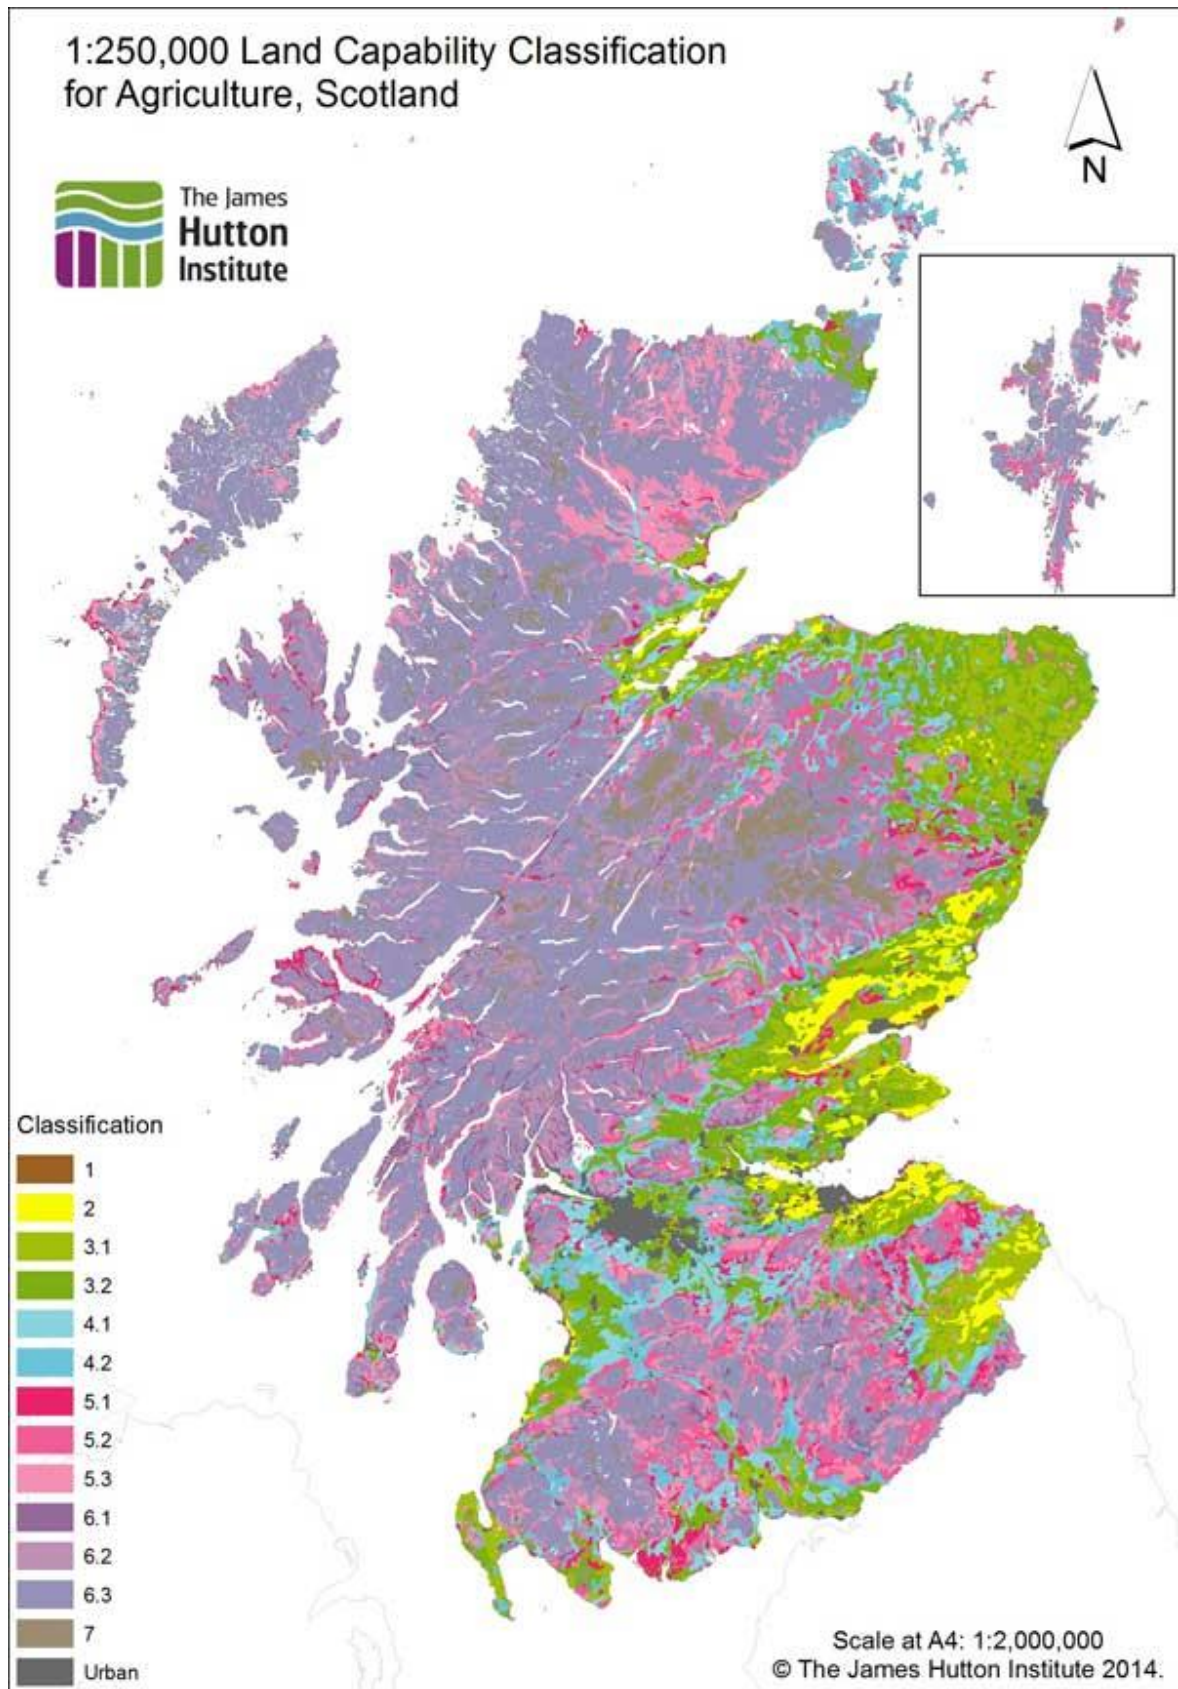 1:250,000 Land Capability Classification
for Agriculture, Scotland
The James
Hutton
Institute
N
Classification
1
2
3.1
3.2
4.1
4.2
5.1
5.2
5.3
6.1
6.2
6.3
7
Urban
Scale at A4: 1:2,000,000
© The James Hutton Institute 2014.